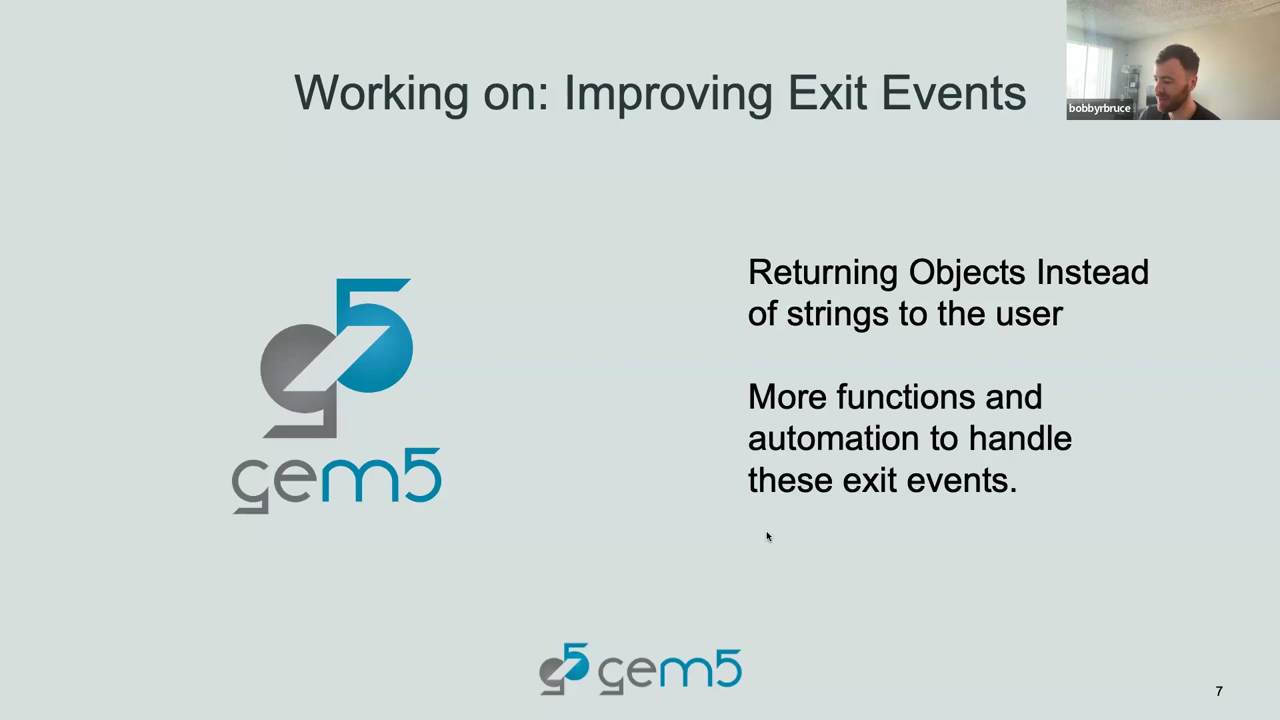 Working on: Improving Exit Events
bobbyrbruce
Returning Objects Instead
of strings to the user
More functions and
automation to handle
these exit events.
gem5
gem5
7